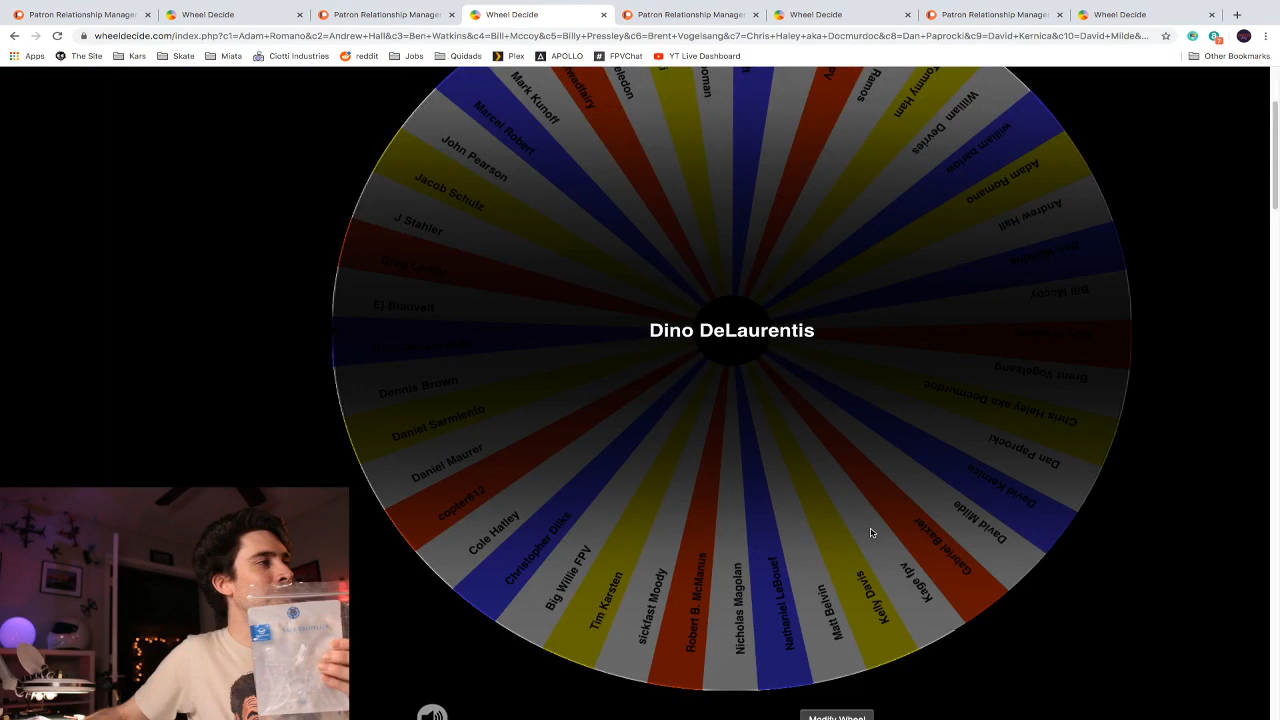 Patron Relationship Manager
Wheel Decide
Patron Relationship Manager
Wheel Decide
Patron Relationship Manager
Wheel Decide
Patron Relationship Manager
Wheel Decide
wheeldecide.com/index.php?c1=Adam+Romano&c2=Andrew+Hall&c3=Ben+Watkins&c4=Bill+Mccoy&c5=Billy+Pressley&c6=Brent+Vogelsang&c7=Chris+Haley+aka+Docmurdoc&c8=Dan+Paprocki&c9=David+Kernica&c10=David+Milde&...
Apps
The Site
Kars
Skate
Miata
Ciotti Industries
reddit
Jobs
Quidads
Plex
APOLLO
FPVChat
YT Live Dashboard
Other Bookmarks
Ramos
Tommy Ham
William Devries
william barlow
Adam Romano
Andrew Hall
Ben Watkins
Bill Mccoy
Brent Vogelsang
Chris Haley aka Docmurdoc
Dan Paprocki
David Kernica
David Milde
Gabriel Baxter
Kage fpv
Kelly Davis
Matt Belvin
Nathaniel LeBouef
Nicholas Magolan
Robert B. McManus
sickfast Moody
Tim Karsten
Big Willie FPV
Christopher Dilks
Cole Hatley
copter612
Daniel Maurer
Daniel Sarmiento
Dennis Brown
Dino DeLaurentis
EJ Blauvelt
J Stahler
Jacob Schulz
John Pearson
Marcel Robert
Mark Kunoff
Modify Wheel